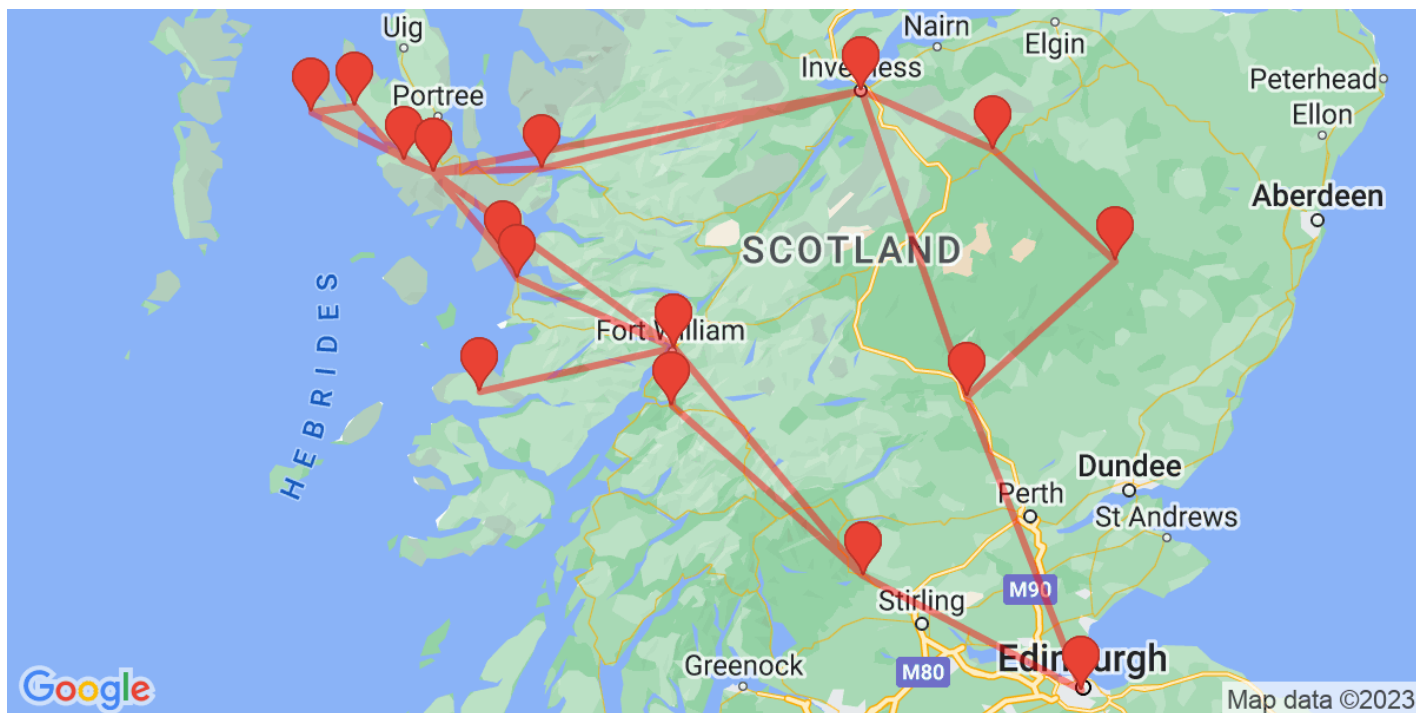 Uig
Nairn
Elgin
Inverness
Portree
Peterhead
Ellon
Aberdeen
SCOTLAND
HEBRIDES
Fort William
Dundee
Perth
St Andrews
M90
Stirling
Edinburgh
Greenock
M80
Google
Map data ©2023